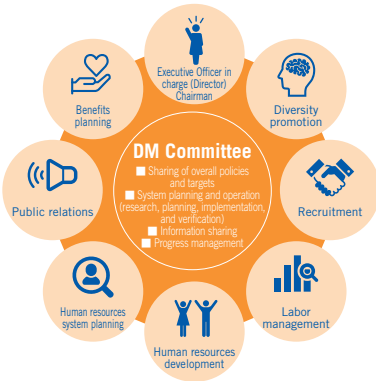 Executive Officer in
charge (Director)
Chairman
Benefits
planning
Diversity
promotion
DM Committee
Sharing of overall policies
and targets
System planning and operation
(research, planning, implementation,
and verification)
Information sharing
Progress management
Public relations
Recruitment
Human resources
system planning
Labor
management
Human resources
development